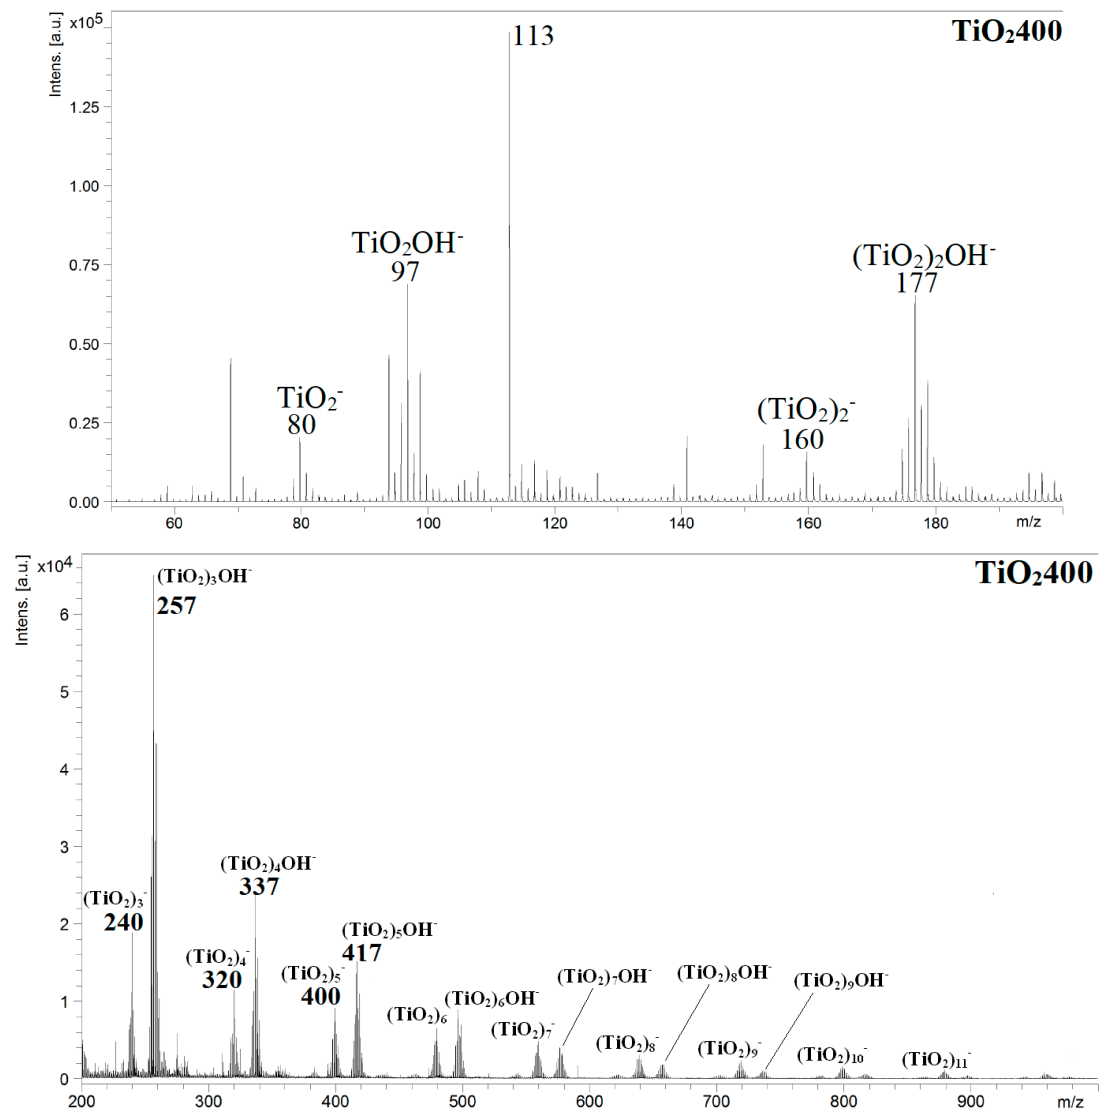 x10⁵
Intens. [a.u.]
TiO₂400
113
1.25
1.00
TiO₂OH⁻
97
(TiO₂)₂OH⁻
177
0.75
0.50
TiO₂⁻
80
(TiO₂)₂⁻
160
0.25
0.00
60 80 100 120 140 160 180 m/z
x10⁴
Intens. [a.u.]
TiO₂400
(TiO₂)₃OH⁻
257
6
5
4
3
(TiO₂)₄OH⁻
337
(TiO₂)₃⁻
240
2
(TiO₂)₅OH⁻
417
(TiO₂)₄⁻
320
(TiO₂)₅⁻
400
(TiO₂)₇OH⁻
(TiO₂)₈OH⁻
(TiO₂)₉OH⁻
(TiO₂)₆⁻
(TiO₂)₆OH⁻
(TiO₂)₇⁻
(TiO₂)₈⁻
(TiO₂)₉⁻
(TiO₂)₁₀⁻
(TiO₂)₁₁⁻
1
0
200 300 400 500 600 700 800 900 m/z